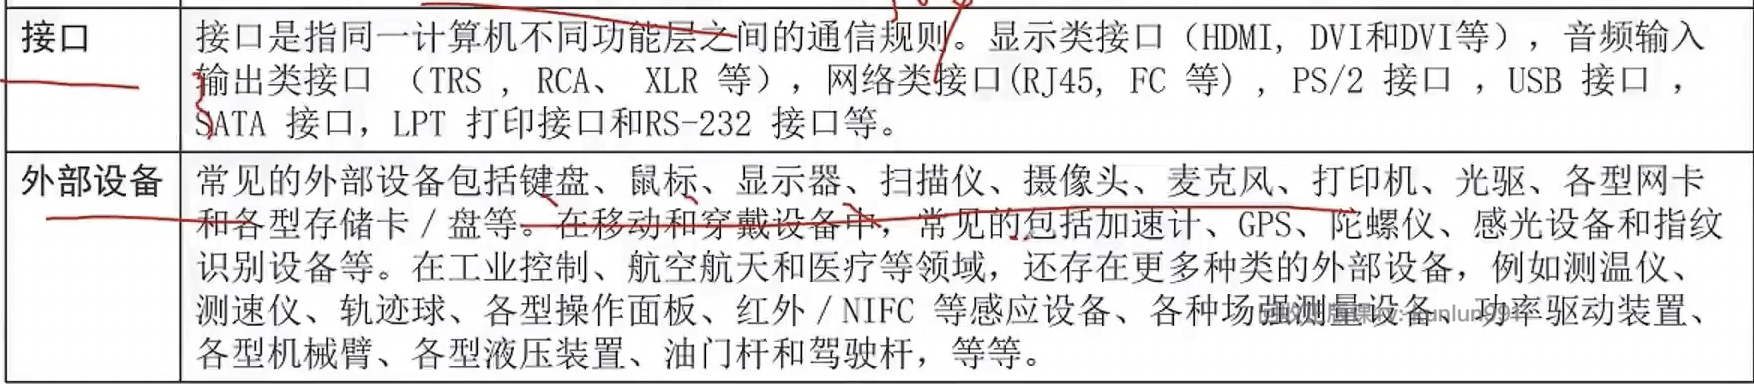 接口
接口是指同一计算机不同功能层之间的通信规则。显示类接口（HDMI, DVI和DVI等），音频输入
输出类接口 （TRS , RCA、 XLR 等），网络类接口(RJ45, FC 等) , PS/2 接口 , USB 接口 ,
SATA 接口, LPT 打印接口和RS-232 接口等。
外部设备
常见的外部设备包括键盘、鼠标、显示器、扫描仪、摄像头、麦克风、打印机、光驱、各型网卡
和各型存储卡/盘等。在移动和穿戴设备中, 常见的包括加速计、GPS、陀螺仪、感光设备和指纹
识别设备等。在工业控制、航空航天和医疗等领域, 还存在更多种类的外部设备, 例如测温仪、
测速仪、轨迹球、各型操作面板、红外/NIFC 等感应设备、各种场强测量设备、功率驱动装置、
各型机械臂、各型液压装置、油门杆和驾驶杆, 等等。